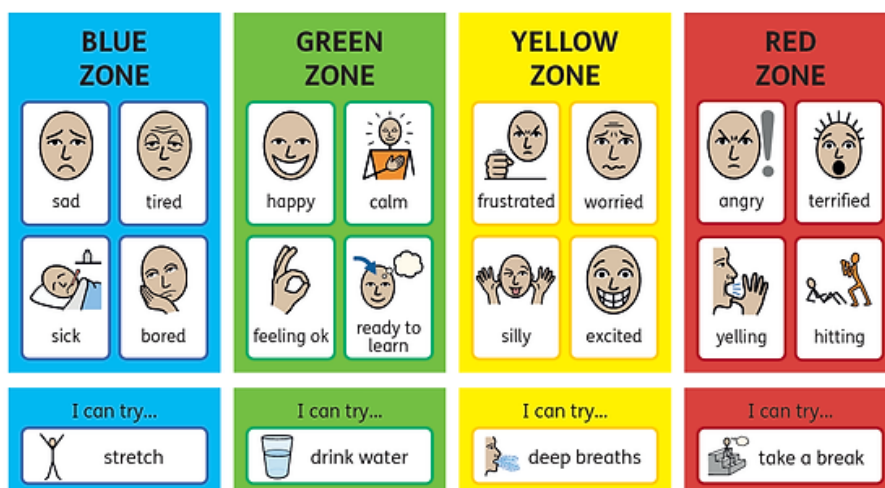 BLUE
ZONE
sad
tired
sick
bored
I can try...
stretch
GREEN
ZONE
happy
calm
feeling ok
ready to
learn
I can try...
drink water
YELLOW
ZONE
frustrated
worried
silly
excited
I can try...
deep breaths
RED
ZONE
angry
terrified
yelling
hitting
I can try...
take a break